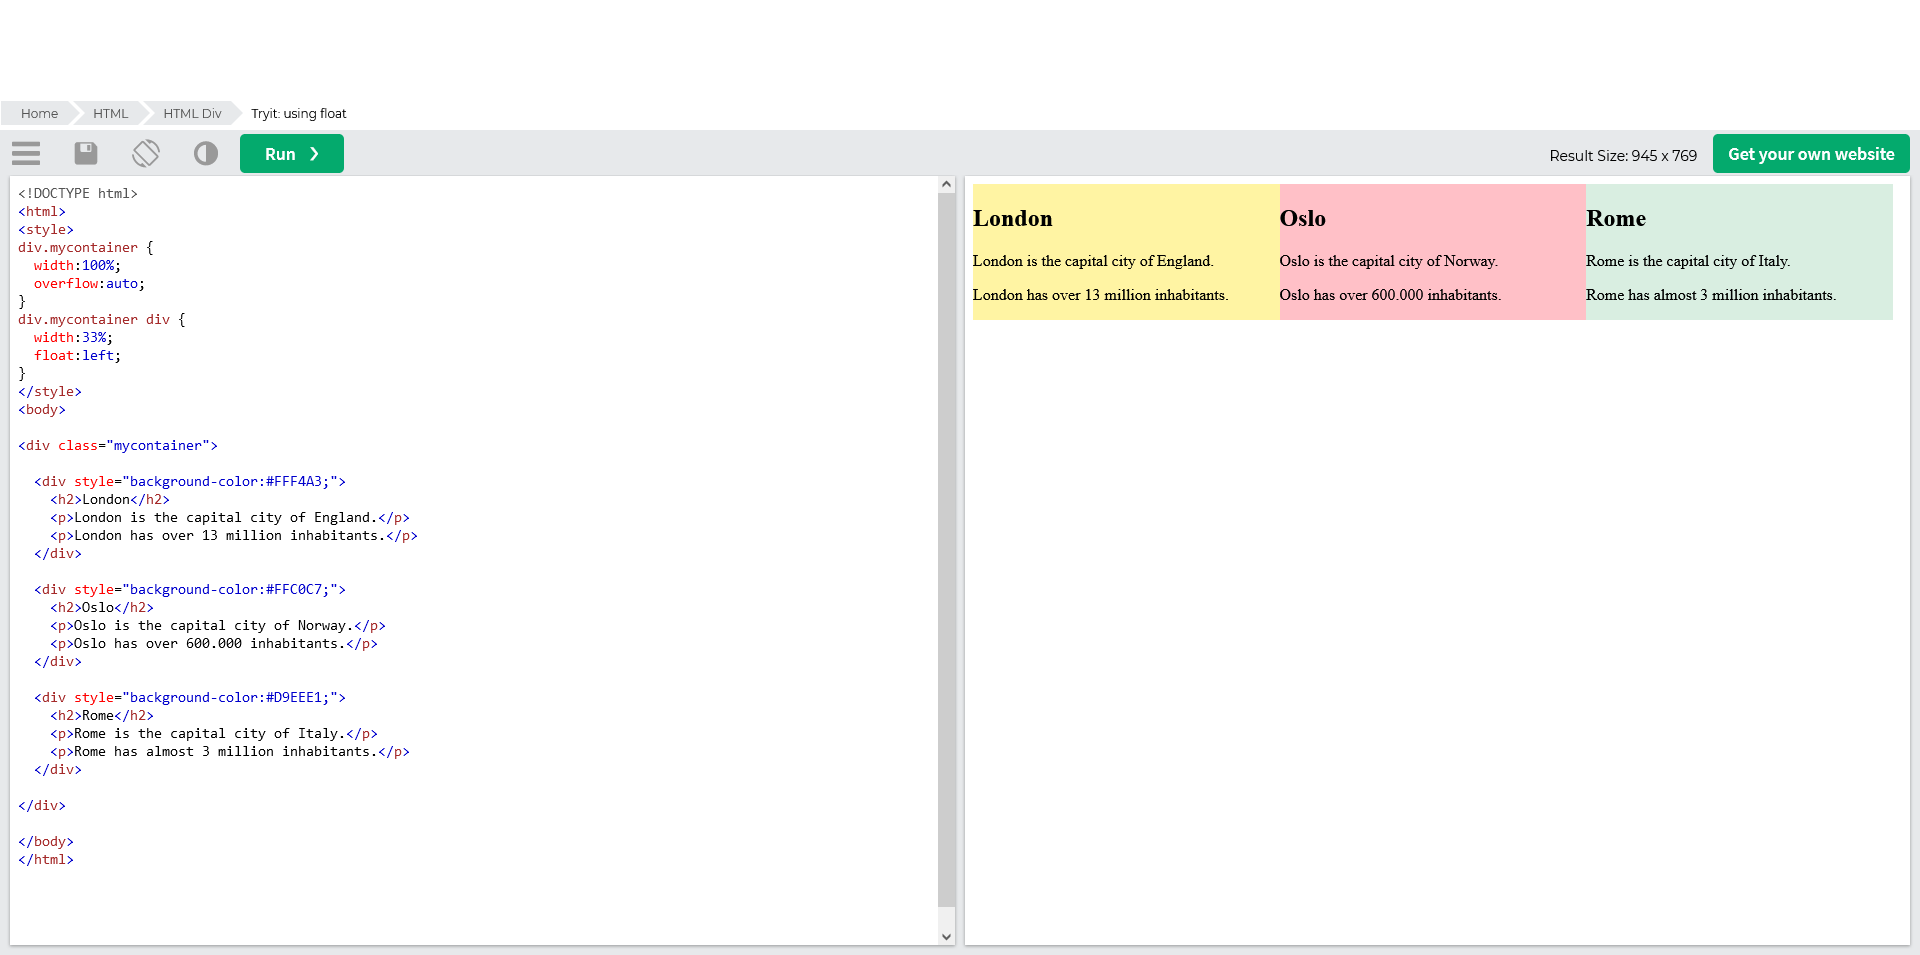 Home HTML HTML Div Tryit: using float
Run ❯ Result Size: 945 x 769 Get your own website
<!DOCTYPE html>
<html>
<style>
div.mycontainer {
  width:100%;
  overflow:auto;
}
div.mycontainer div {
  width:33%;
  float:left;
}
</style>
<body>

<div class="mycontainer">

  <div style="background-color:#FFF4A3;">
    <h2>London</h2>
    <p>London is the capital city of England.</p>
    <p>London has over 13 million inhabitants.</p>
  </div>

  <div style="background-color:#FFC0C7;">
    <h2>Oslo</h2>
    <p>Oslo is the capital city of Norway.</p>
    <p>Oslo has over 600.000 inhabitants.</p>
  </div>

  <div style="background-color:#D9EEE1;">
    <h2>Rome</h2>
    <p>Rome is the capital city of Italy.</p>
    <p>Rome has almost 3 million inhabitants.</p>
  </div>

</div>

</body>
</html>
London
London is the capital city of England.
London has over 13 million inhabitants.
Oslo
Oslo is the capital city of Norway.
Oslo has over 600.000 inhabitants.
Rome
Rome is the capital city of Italy.
Rome has almost 3 million inhabitants.